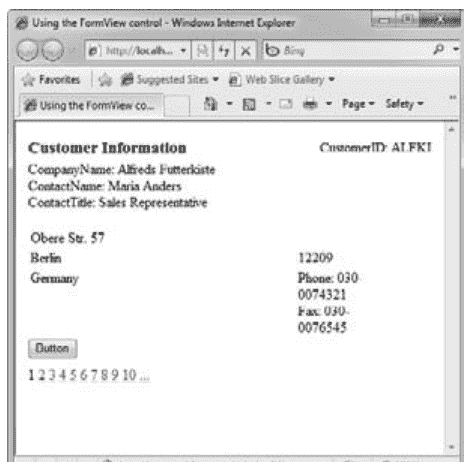 Using the FormView control - Windows Internet Explorer
http://localh...
Bing
Favorites
Suggested Sites
Web Slice Gallery
Using the FormView co...
Page
Safety
Customer Information
CustomerID: ALFKI
CompanyName: Alfreds Futterkiste
ContactName: Maria Anders
ContactTitle: Sales Representative
Obere Str. 57
Berlin
12209
Germany
Phone: 030-
0074321
Fax: 030-
0076545
Button
1 2 3 4 5 6 7 8 9 10 ...